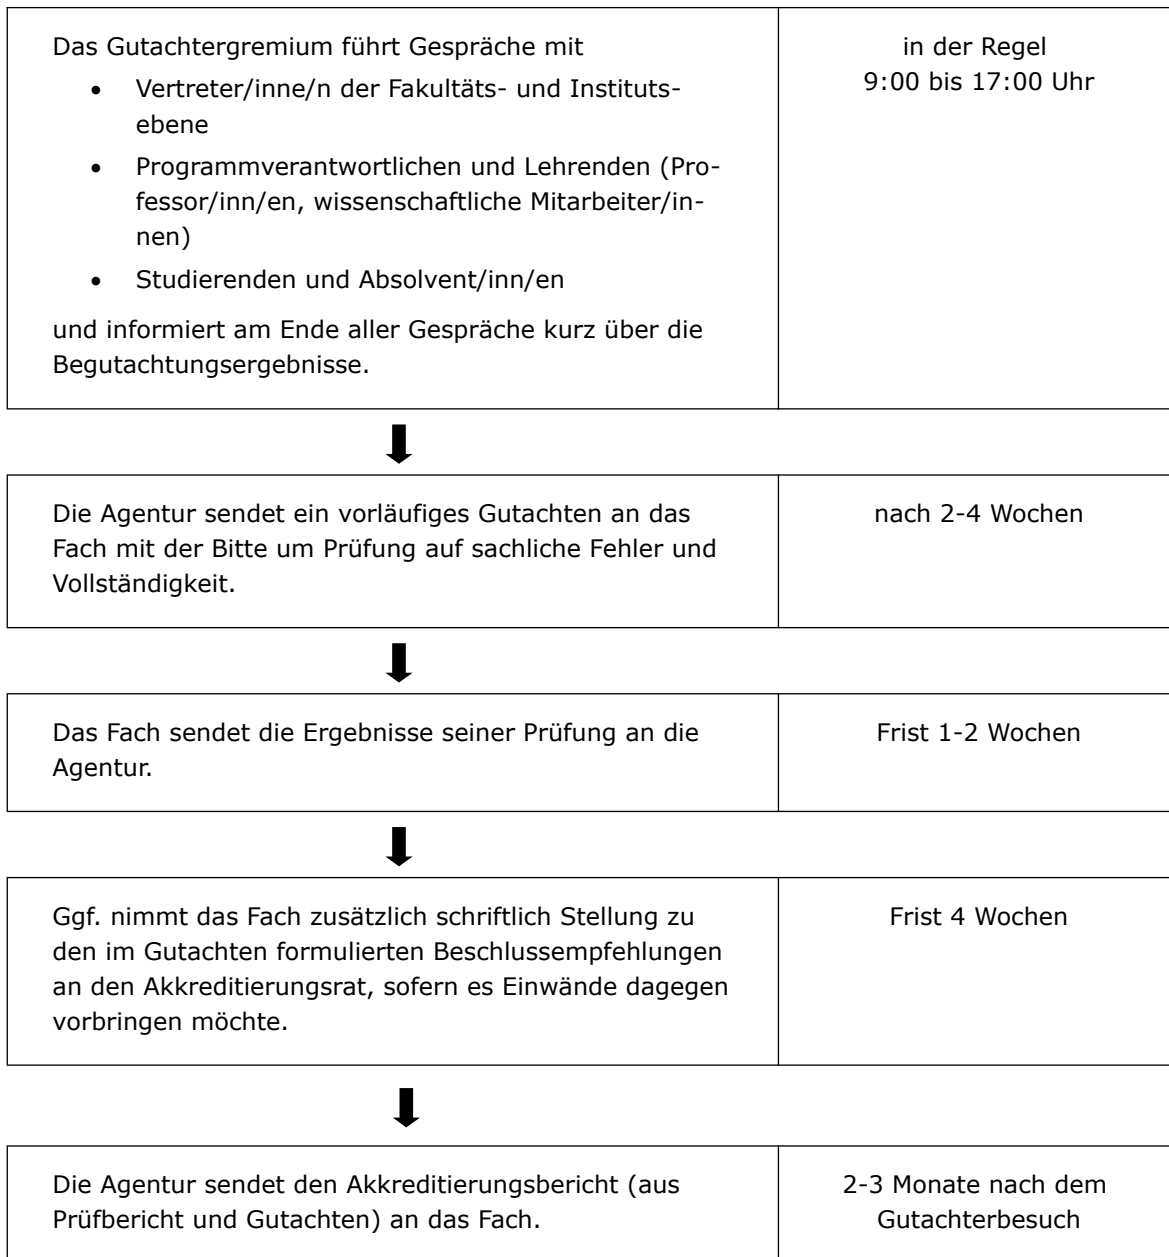 Das Gutachtergremium führt Gespräche mit
• Vertreter/inne/n der Fakultäts- und Instituts-
ebene
• Programmverantwortlichen und Lehrenden (Pro-
fessor/inn/en, wissenschaftliche Mitarbeiter/in-
nen)
• Studierenden und Absolvent/inn/en
und informiert am Ende aller Gespräche kurz über die
Begutachtungsergebnisse.
in der Regel
9:00 bis 17:00 Uhr
Die Agentur sendet ein vorläufiges Gutachten an das
Fach mit der Bitte um Prüfung auf sachliche Fehler und
Vollständigkeit.
nach 2-4 Wochen
Das Fach sendet die Ergebnisse seiner Prüfung an die
Agentur.
Frist 1-2 Wochen
Ggf. nimmt das Fach zusätzlich schriftlich Stellung zu
den im Gutachten formulierten Beschlussempfehlungen
an den Akkreditierungsrat, sofern es Einwände dagegen
vorbringen möchte.
Frist 4 Wochen
Die Agentur sendet den Akkreditierungsbericht (aus
Prüfbericht und Gutachten) an das Fach.
2-3 Monate nach dem
Gutachterbesuch